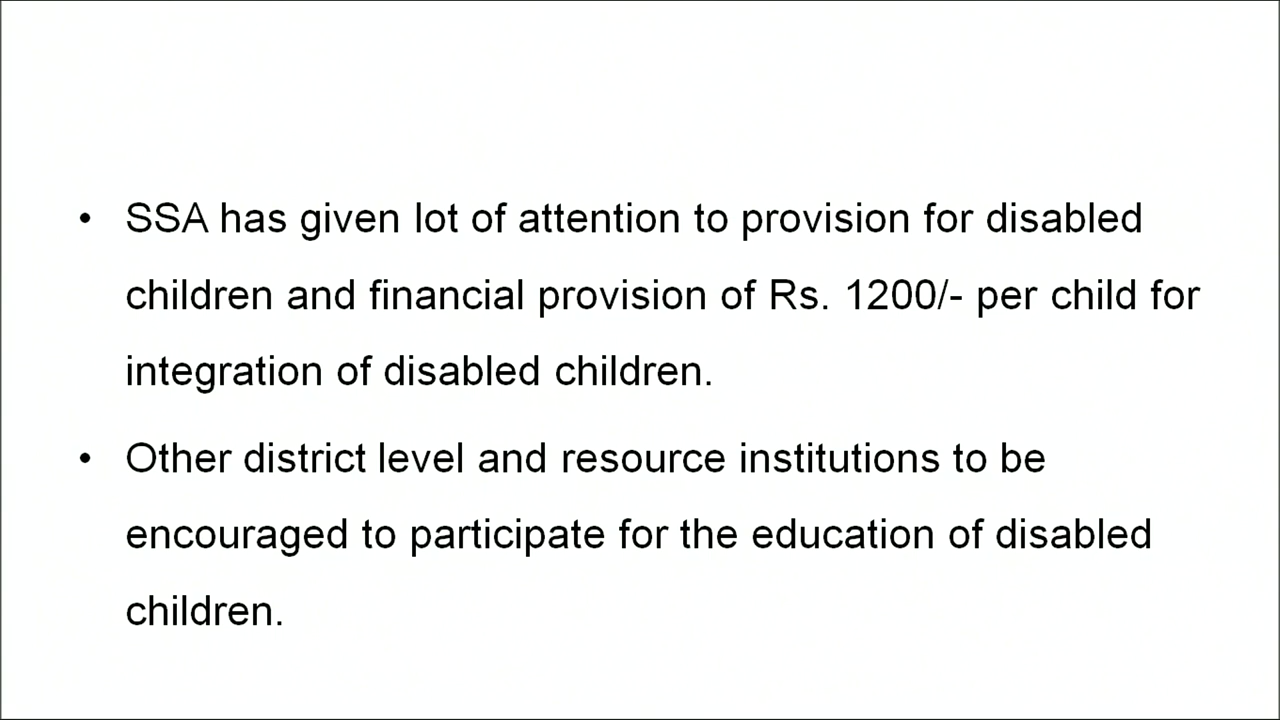 • SSA has given lot of attention to provision for disabled
children and financial provision of Rs. 1200/- per child for
integration of disabled children.
• Other district level and resource institutions to be
encouraged to participate for the education of disabled
children.